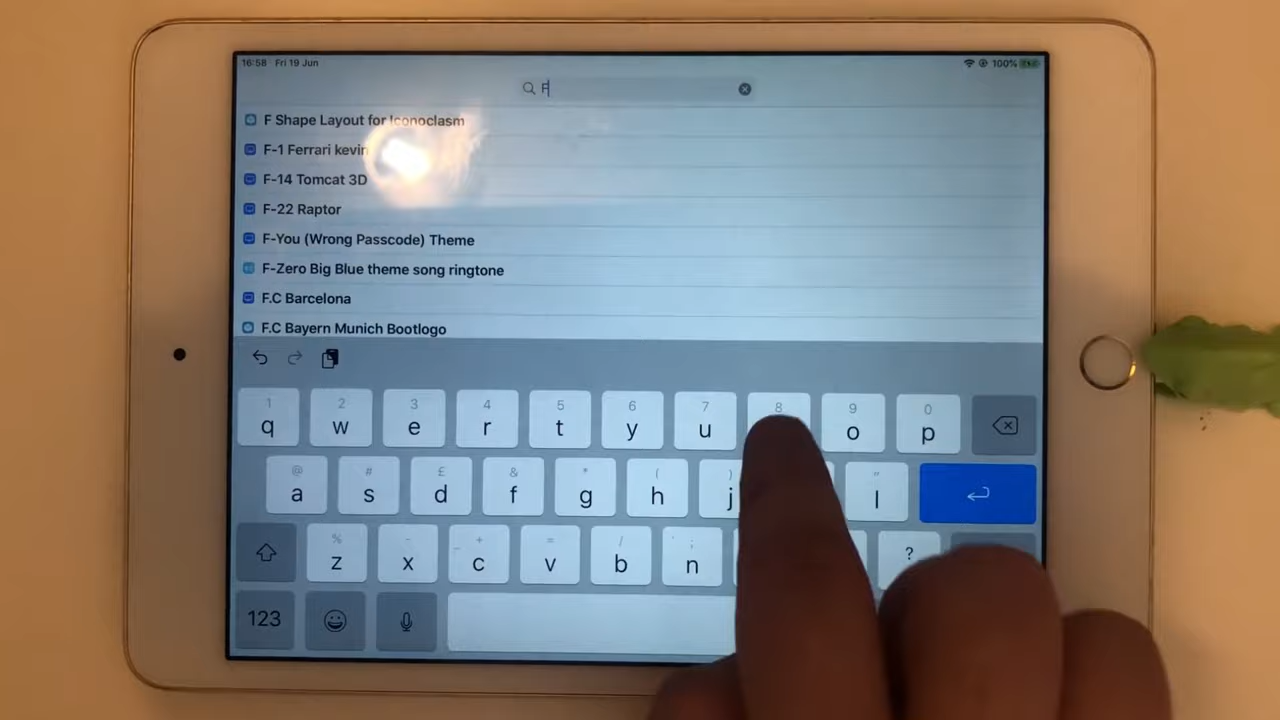 16:58 Fri 19 Jun 100%
F
F Shape Layout for Iconoclasm
F-1 Ferrari kevin
F-14 Tomcat 3D
F-22 Raptor
F-You (Wrong Passcode) Theme
F-Zero Big Blue theme song ringtone
F.C Barcelona
F.C Bayern Munich Bootlogo
1 2 3 4 5 6 7 8 9 0
q w e r t y u o p
@ # £ & * ( ) "
a s d f g h j l
% - + = / ;
z x c v b n ?
123